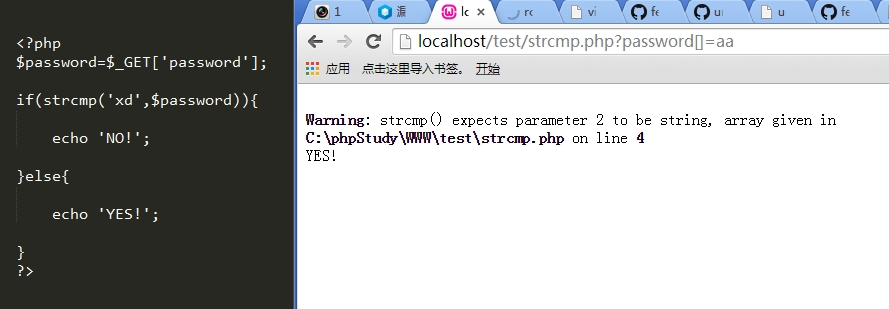 <?php
$password=$_GET['password'];
if(strcmp('xd',$password)){
echo 'NO!';
}else{
echo 'YES!';
}
?>
1
漏
lc
rc
vi
fe
ui
u
fe
localhost/test/strcmp.php?password[]=aa
应用 点击这里导入书签。 开始
Warning: strcmp() expects parameter 2 to be string, array given in
C:\phpStudy\WWW\test\strcmp.php on line 4
YES!